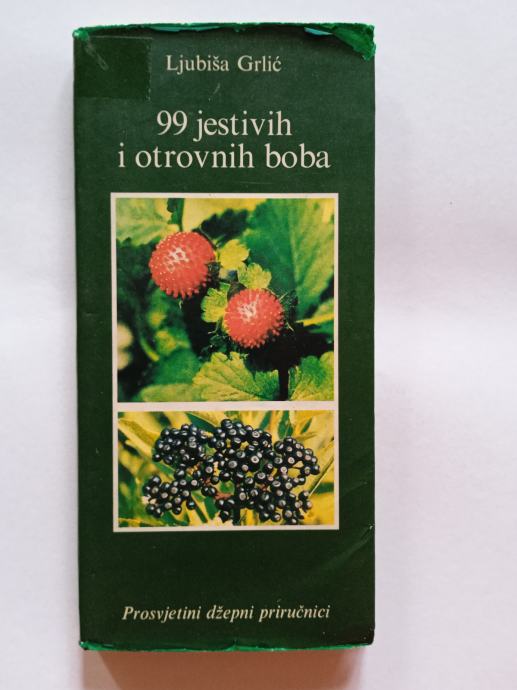 Ljubiša Grlić
99 jestivih
i otrovnih boba
Prosvjetini džepni priručnici